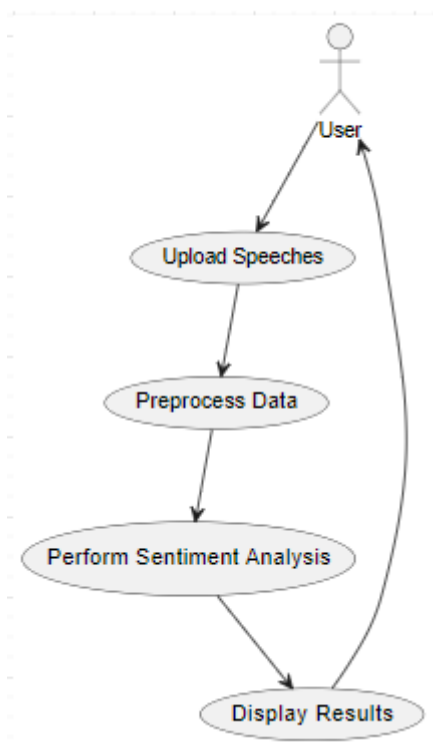 User
Upload Speeches
Preprocess Data
Perform Sentiment Analysis
Display Results